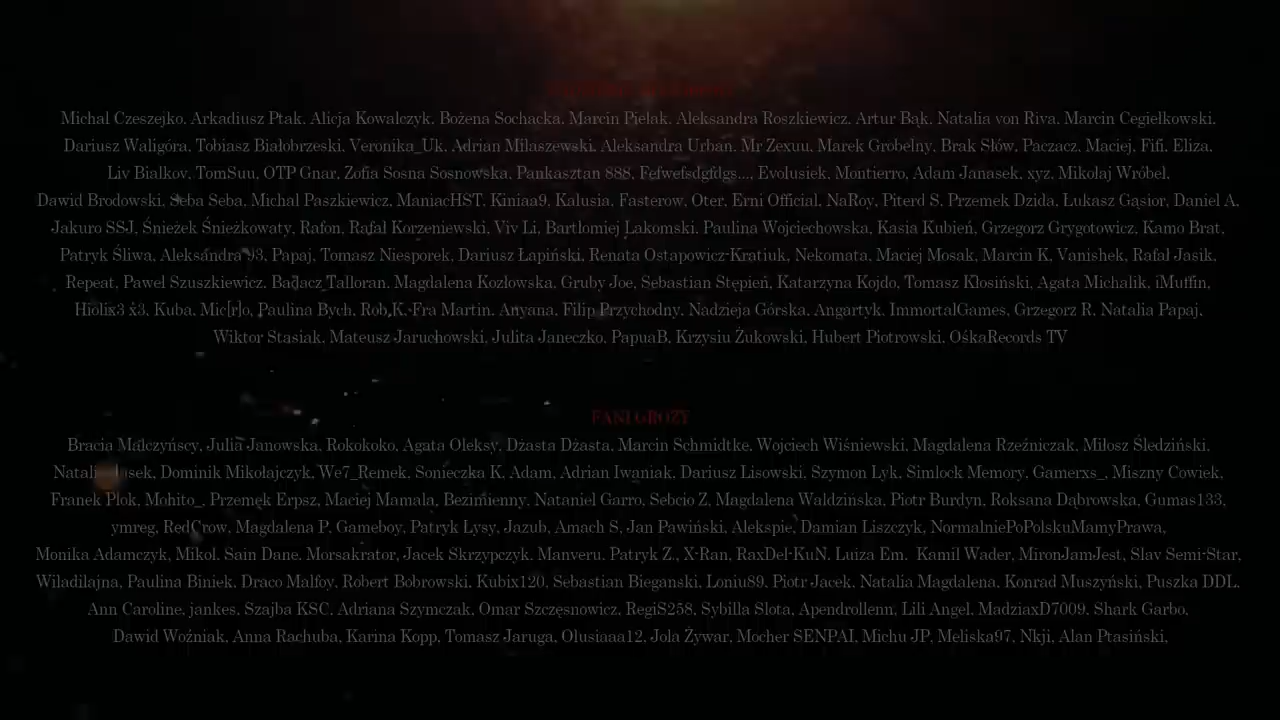 Michał Czeszejko, Arkadiusz Ptak, Alicja Kowalczyk, Bożena Sochacka, Marcin Pielak, Aleksandra Roszkiewicz, Artur Bąk, Natalia von Riva, Marcin Cegiełkowski,
Dariusz Waligóra, Tobiasz Białobrzeski, Veronika_Uk, Adrian Milaszewski, Aleksandra Urban, Mr Zexuu, Marek Grobelny, Brak Słów, Paczacz, Maciej, Fifi, Eliza,
Liv Bialkov, TomSuu, OTP Gnar, Zofia Sosna Sosnowska, Pankasztan 888, Fefwefsdgfdgs..., Evolusiek, Montierro, Adam Janasek, xyz, Mikołaj Wróbel,
Dawid Brodowski, Seba Seba, Michał Paszkiewicz, ManiacHST, Kiniaa9, Kalusia, Fasterow, Oter, Erni Official, NaRoy, Piterd S, Przemek Dzida, Łukasz Gąsior, Daniel A,
Jakuro SSJ, Śnieżek Śnieżkowaty, Rafon, Rafał Korzeniewski, Viv Li, Bartłomiej Lakomski, Paulina Wojciechowska, Kasia Kubień, Grzegorz Grygotowicz, Kamo Brat,
Patryk Śliwa, Aleksandra 93, Papaj, Tomasz Niesporek, Dariusz Łapiński, Renata Ostapowicz-Kratiuk, Nekomata, Maciej Mosak, Marcin K, Vanishek, Rafał Jasik,
Repeat, Paweł Szuszkiewicz, Badacz Talloran, Magdalena Kozłowska, Gruby Joe, Sebastian Stępień, Katarzyna Kojdo, Tomasz Kłosiński, Agata Michalik, iMuffin,
Hiolix3 x3, Kuba, Mic[r]o, Paulina Bych, Rob.K, Fra Martin, Anyana, Filip Przychodny, Nadzieja Górska, Angartyk, ImmortalGames, Grzegorz R, Natalia Papaj,
Wiktor Stasiak, Mateusz Jaruchowski, Julita Janeczko, PapuaB, Krzysiu Żukowski, Hubert Piotrowski, OśkaRecords TV
FANI GROZY
Bracia Malczyńscy, Julia Janowska, Rokokoko, Agata Oleksy, Dżasta Dżasta, Marcin Schmidtke, Wojciech Wiśniewski, Magdalena Rzeźniczak, Miłosz Śledziński,
Dominik Mikołajczyk, We7_Remek, Sonieczka K, Adam, Adrian Iwaniak, Dariusz Lisowski, Szymon Lyk, Simlock Memory, Gamerxs_, Miszny Cowiek,
Franek Plok, Mohito_, Przemek Erpsz, Maciej Mamala, Bezimienny, Nataniel Garro, Sebcio Z, Magdalena Waldzińska, Piotr Burdyn, Roksana Dąbrowska, Gumas133,
ymreg, RedCrow, Magdalena P, Gameboy, Patryk Łysy, Jazub, Amach S, Jan Pawiński, Alekspie, Damian Liszczyk, NormalniePoPolskuMamyPrawa,
Monika Adamczyk, Mikol, Sain Dane, Morsakrator, Jacek Skrzypczyk, Manveru, Patryk Z., X-Ran, RaxDel-KuN, Luiza Em, Kamil Wader, MironJamJest, Slav Semi-Star,
Wiladilajna, Paulina Biniek, Draco Malfoy, Robert Bobrowski, Kubix120, Sebastian Bieganski, Loniu89, Piotr Jacek, Natalia Magdalena, Konrad Muszyński, Puszka DDL,
Ann Caroline, jankes, Szajba KSC, Adriana Szymczak, Omar Szczęsnowicz, RegiS258, Sybilla Slota, Apendrollenn, Lili Angel, MadziaxD7009, Shark Garbo,
Dawid Woźniak, Anna Rachuba, Karina Kopp, Tomasz Jaruga, Olusiaaa12, Jola Żywar, Mocher SENPAI, Michu JP, Meliska97, Nkji, Alan Ptasiński,